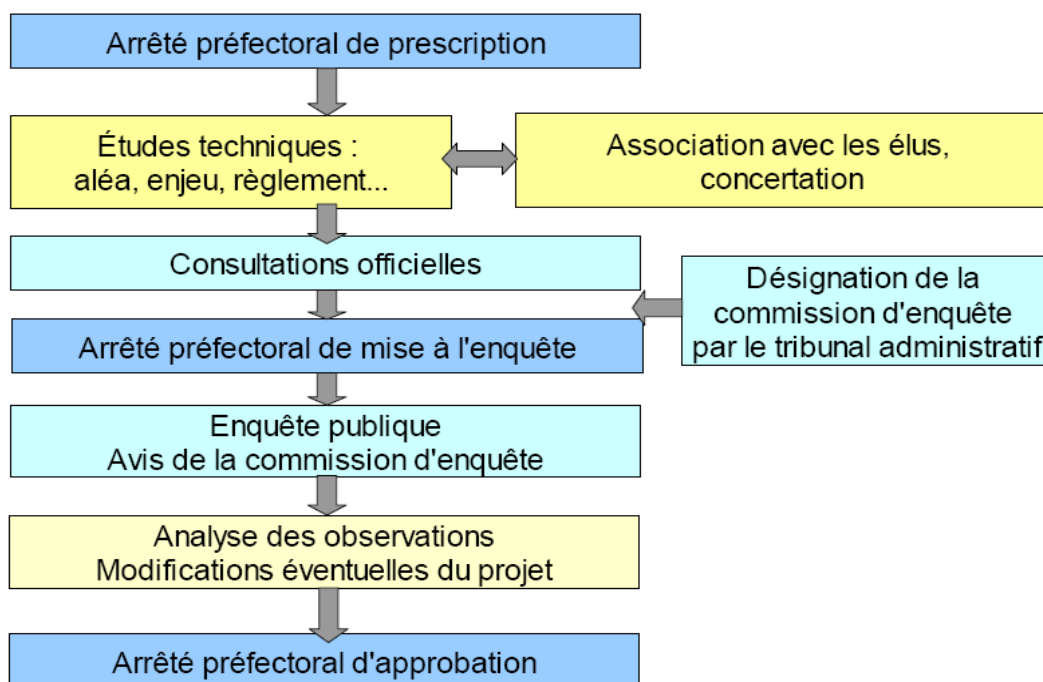 Arrêté préfectoral de prescription
Études techniques :
aléa, enjeu, règlement...
Association avec les élus,
concertation
Consultations officielles
Désignation de la
commission d'enquête
par le tribunal administratif
Arrêté préfectoral de mise à l'enquête
Enquête publique
Avis de la commission d'enquête
Analyse des observations
Modifications éventuelles du projet
Arrêté préfectoral d'approbation